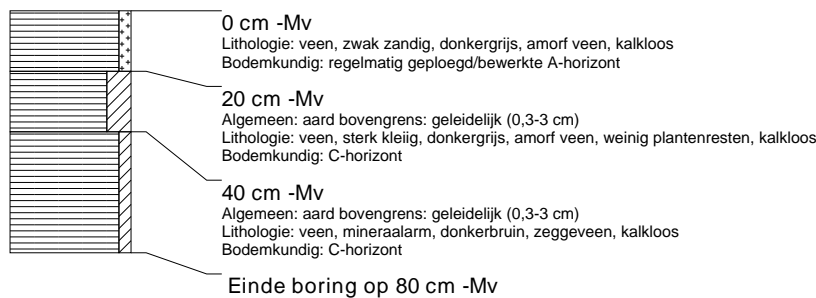 0 cm -Mv
Lithologie: veen, zwak zandig, donkergrijs, amorf veen, kalkloos
Bodemkundig: regelmatig geploegd/bewerkte A-horizont
20 cm -Mv
Algemeen: aard bovengrens: geleidelijk (0,3-3 cm)
Lithologie: veen, sterk kleiig, donkergrijs, amorf veen, weinig plantenresten, kalkloos
Bodemkundig: C-horizont
40 cm -Mv
Algemeen: aard bovengrens: geleidelijk (0,3-3 cm)
Lithologie: veen, mineraalarm, donkerbruin, zeggeveen, kalkloos
Bodemkundig: C-horizont
Einde boring op 80 cm -Mv